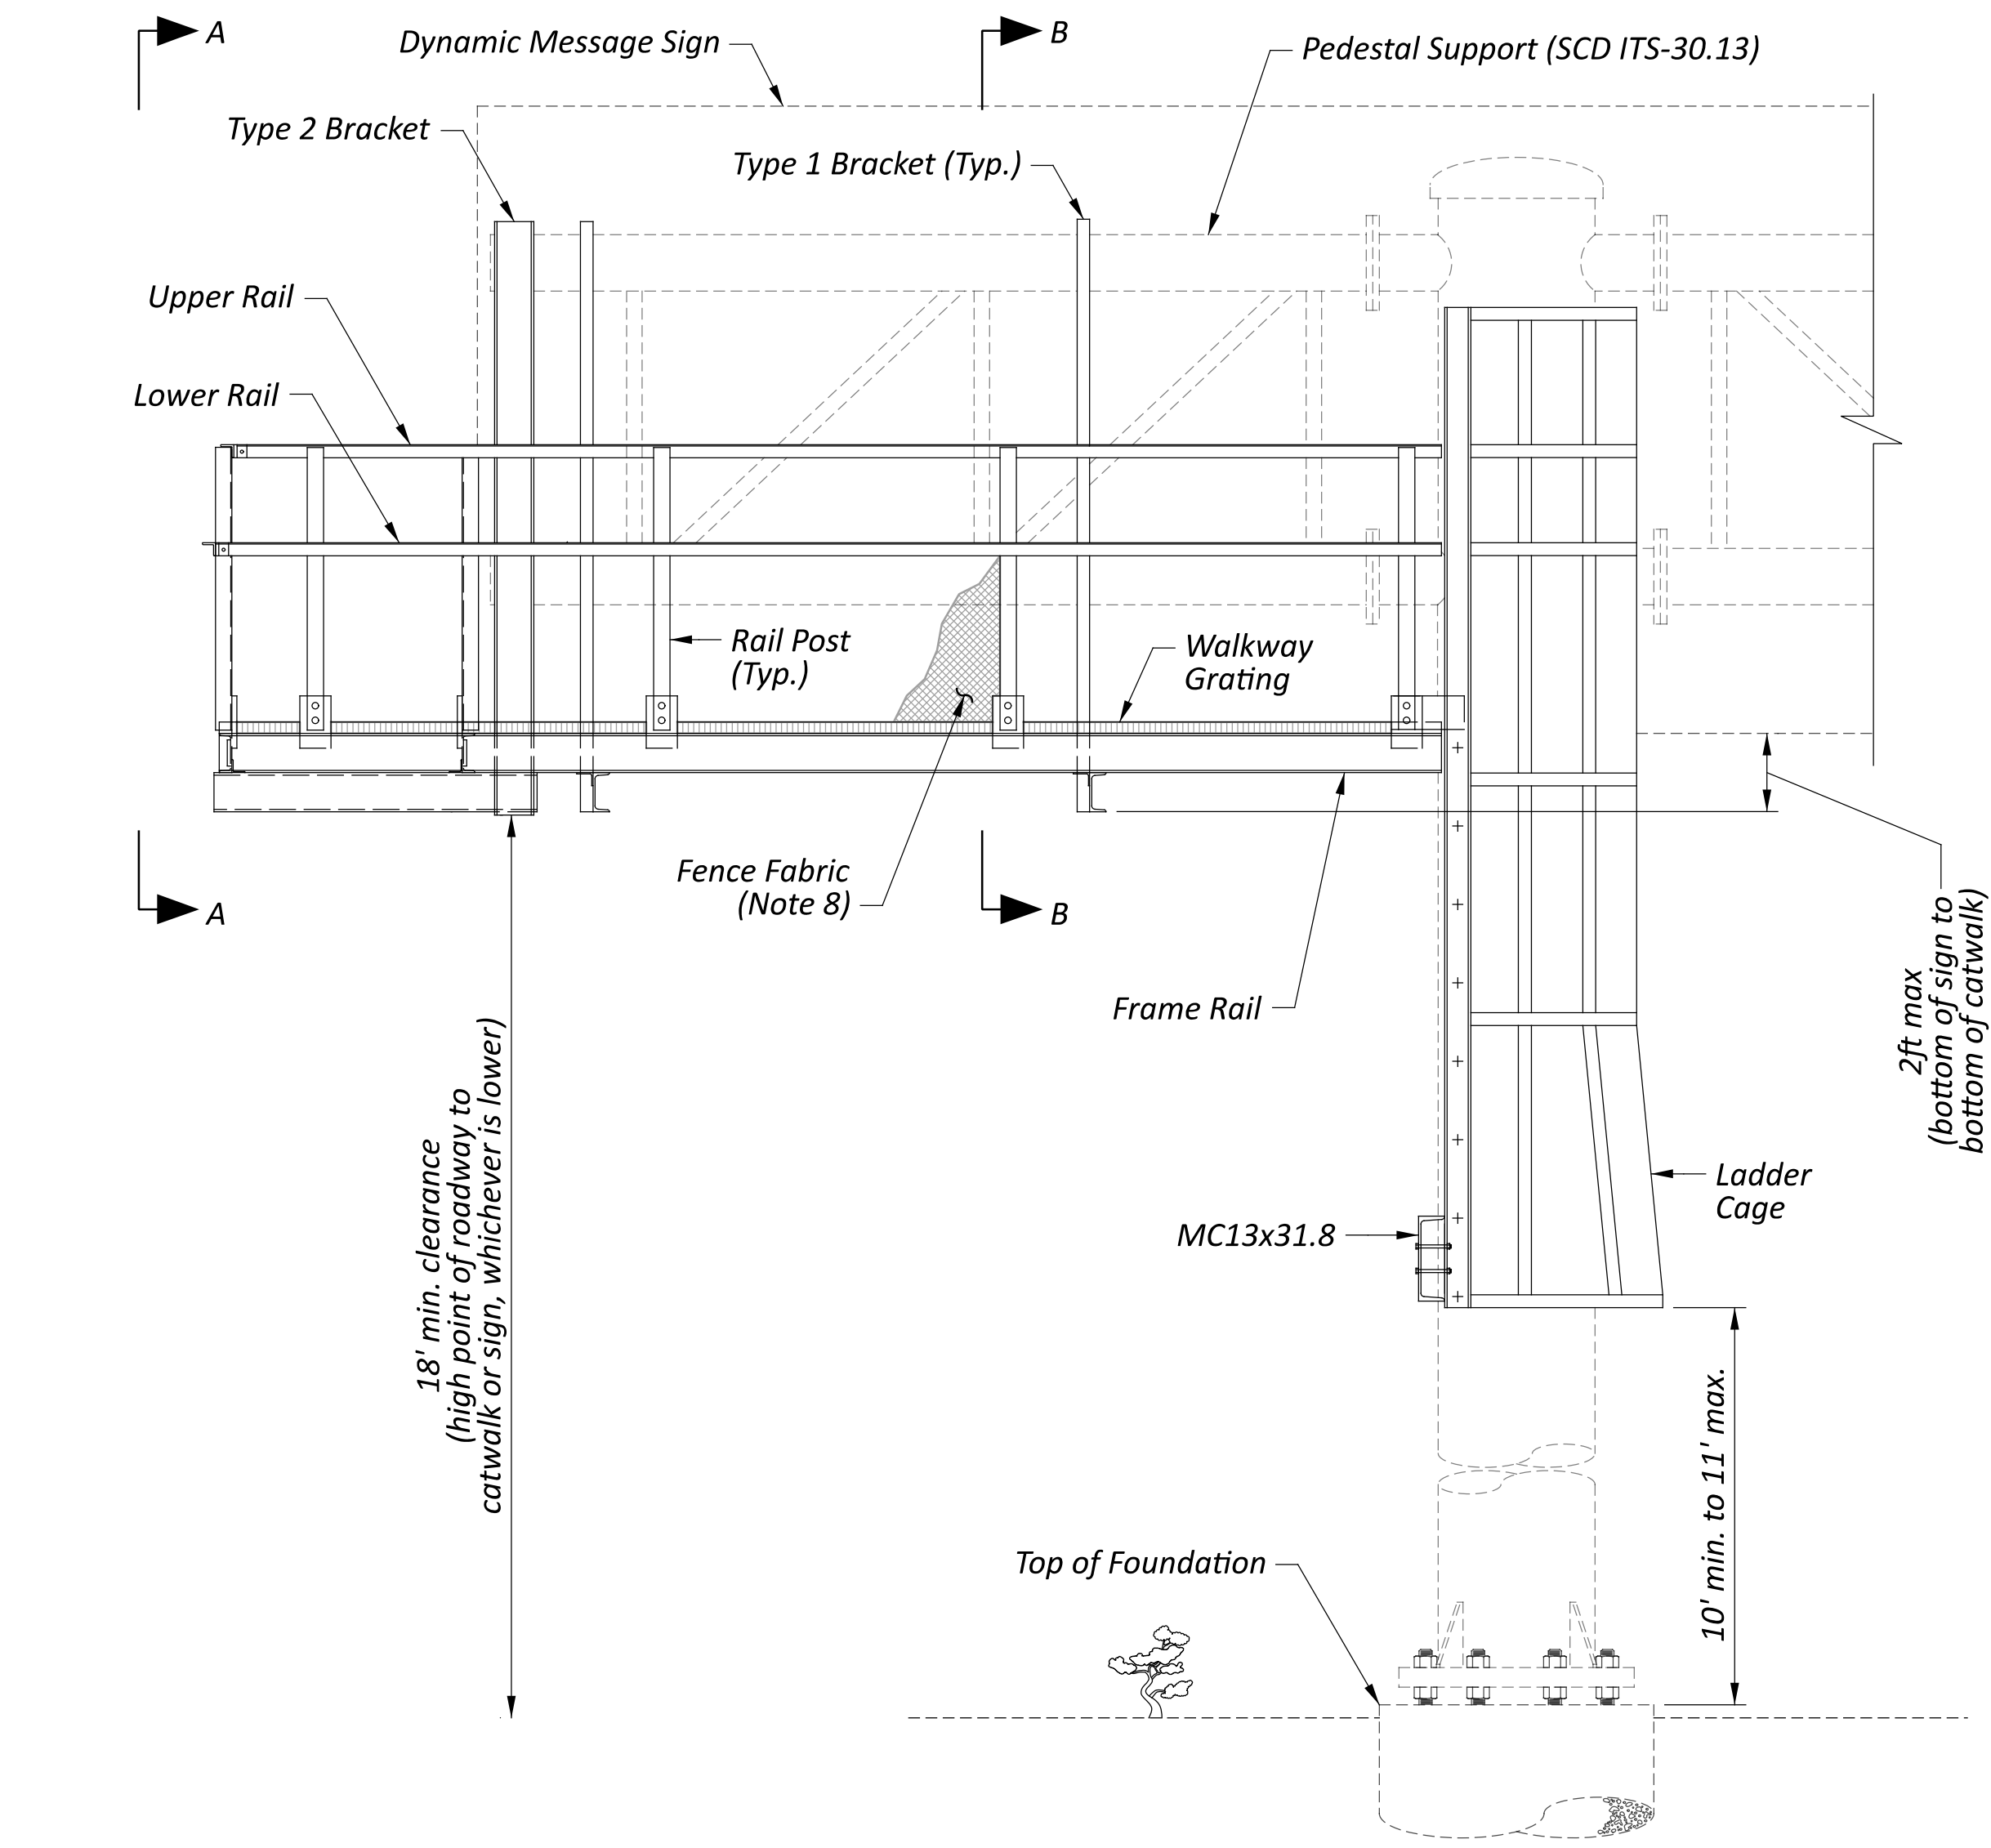 A
B
Dynamic Message Sign
Pedestal Support (SCD ITS-30.13)
Type 2 Bracket
Type 1 Bracket (Typ.)
Upper Rail
Lower Rail
Rail Post
(Typ.)
Walkway
Grating
Fence Fabric
(Note 8)
A
B
Frame Rail
2ft max
(bottom of sign to
bottom of catwalk)
18' min. clearance
(high point of roadway to
catwalk or sign, whichever is lower)
Ladder
Cage
MC13x31.8
10' min. to 11' max.
Top of Foundation